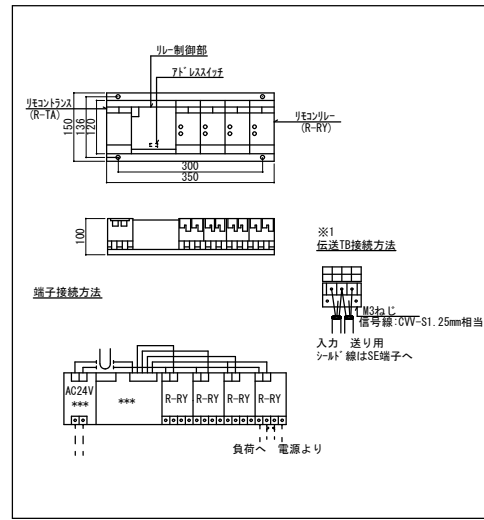 リレー制御部
アドレススイッチ
リモコントランス
(R-TA)
リモコンリレー
(R-RY)
150
136
120
300
350
100
※1
伝送TB接続方法
端子接続方法
M3ねじ
信号線:CVV-S1.25mm相当
入力 送り用
シールド線はSE端子へ
AC24V
***
***
R-RY
R-RY
R-RY
R-RY
負荷へ 電源より